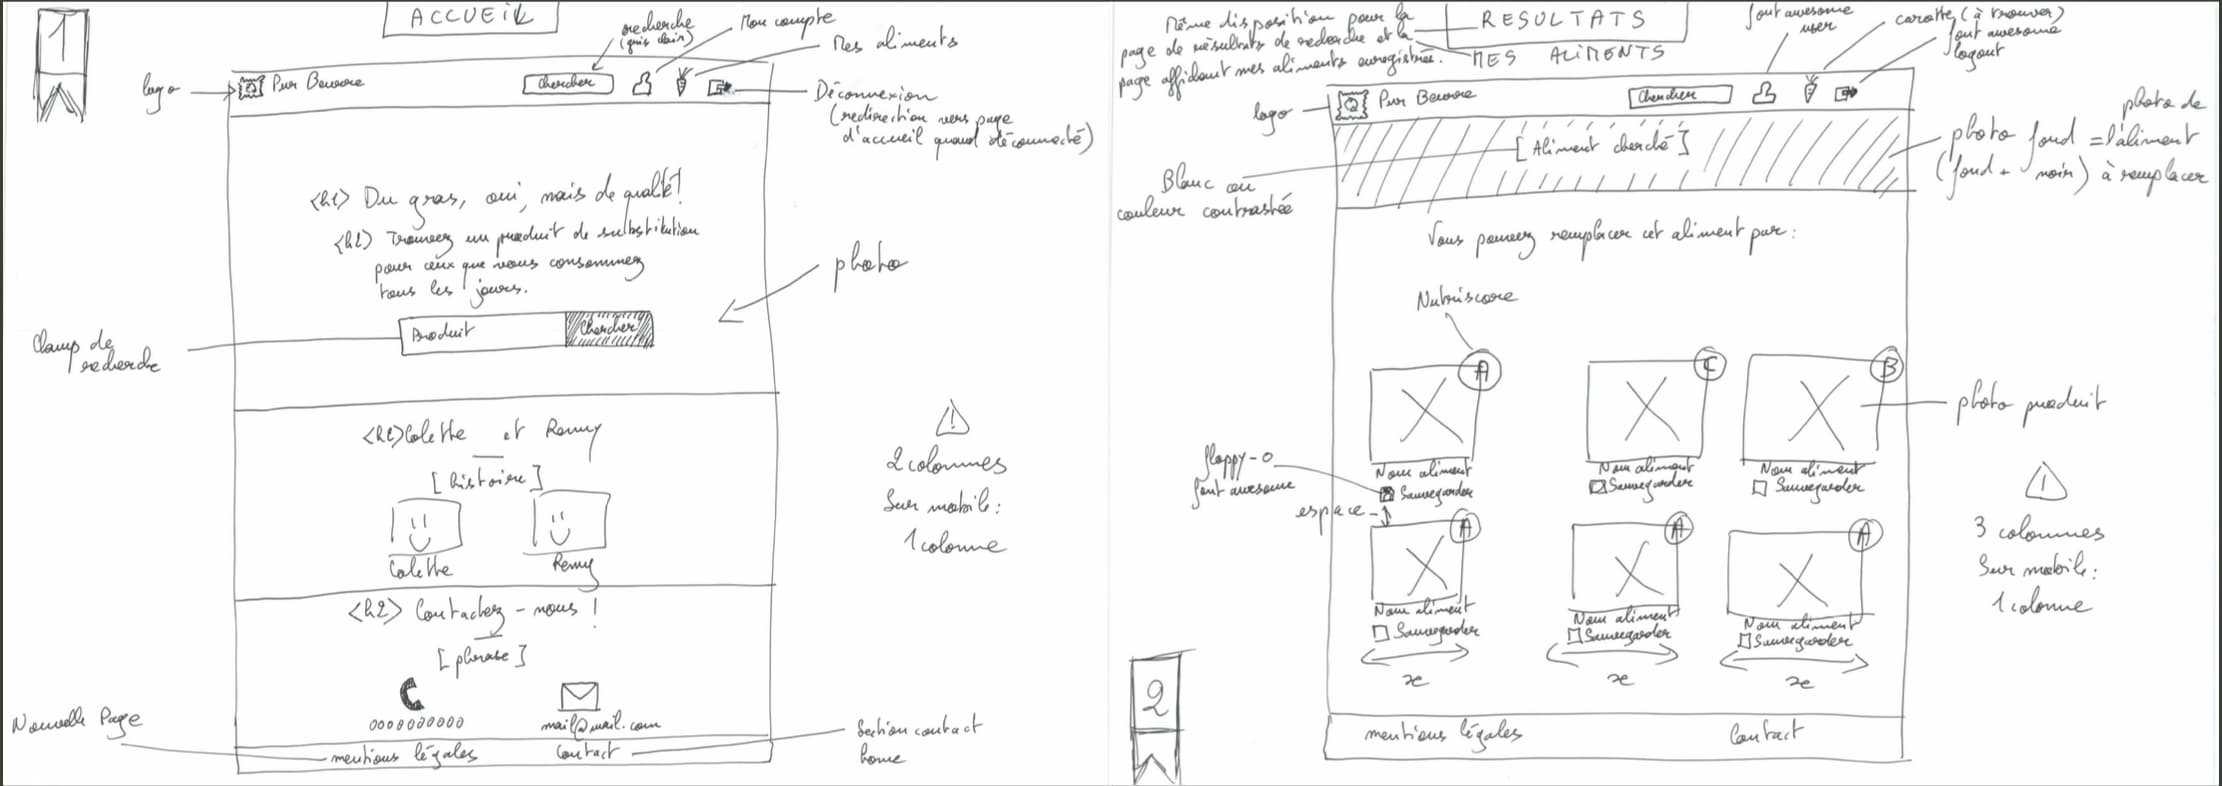 1
ACCUEIL
recherche
(gris clair)
Mon compte
Mes aliments
logo
Pur Beurre
Chercher
Déconnexion
(redirection vers page
d'accueil quand déconnecté)
<h1> Du gras, oui, mais de qualité!
<h2> Trouvez un produit de substitution
pour ceux que vous consommez
tous les jours.
photo
Champ de
recherche
Produit
Chercher
<h2> Colette et Remy
[histoire]
Colette
Remy
2 colonnes
Sur mobile:
1 colonne
<h2> Contactez-nous!
[phrase]
0000000000
mail@mail.com
Nouvelle Page
mentions légales
Contact
Section contact
home
Même disposition pour la
page de résultats de recherche et la
page affichant mes aliments enregistrés.
RESULTATS
MES ALIMENTS
font awesome
user
carotte (à trouver)
font awesome
logout
logo
Pur Beurre
Chercher
[Aliment cherché]
Blanc ou
couleur contrastée
photo de
photo fond = l'aliment
(fond + noir) à remplacer
Vous pouvez remplacer cet aliment par:
Nutriscore
A
C
B
photo produit
Nom aliment
Nom aliment
Nom aliment
floppy-o
font awesome
Sauvegarder
Sauvegarder
Sauvegarder
espace
A
A
A
Nom aliment
Nom aliment
Nom aliment
Sauvegarder
Sauvegarder
Sauvegarder
x
x
x
3 colonnes
Sur mobile:
1 colonne
2
mentions légales
Contact